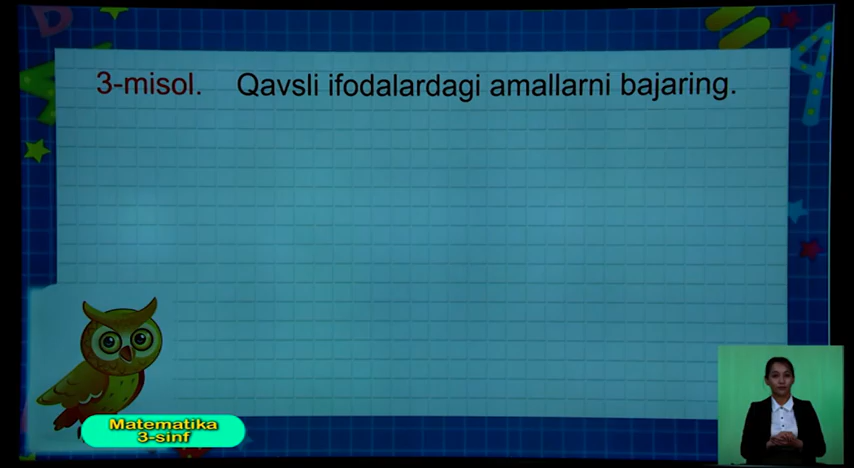 3-misol. Qavsli ifodalardagi amallarni bajaring.
Matematika
3-sinf